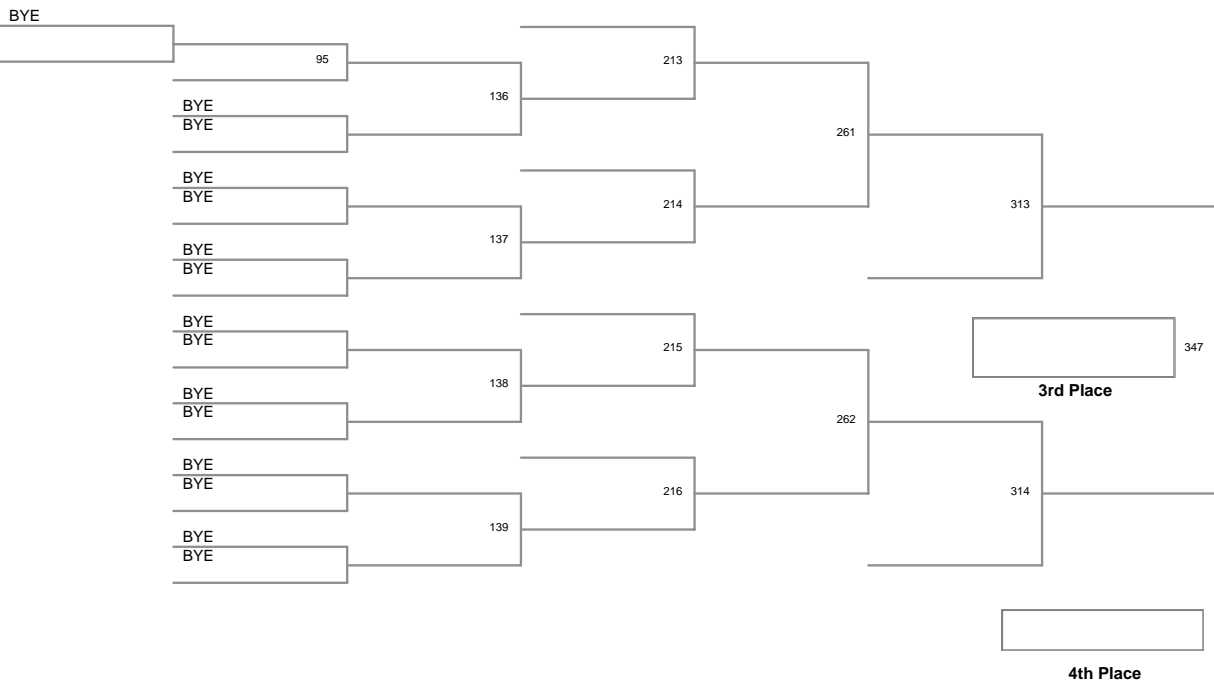 BYE
95
213
136
BYE
BYE
261
BYE
BYE
214
313
137
BYE
BYE
BYE
BYE
215
347
138
3rd Place
BYE
BYE
262
BYE
BYE
216
314
139
BYE
BYE
4th Place